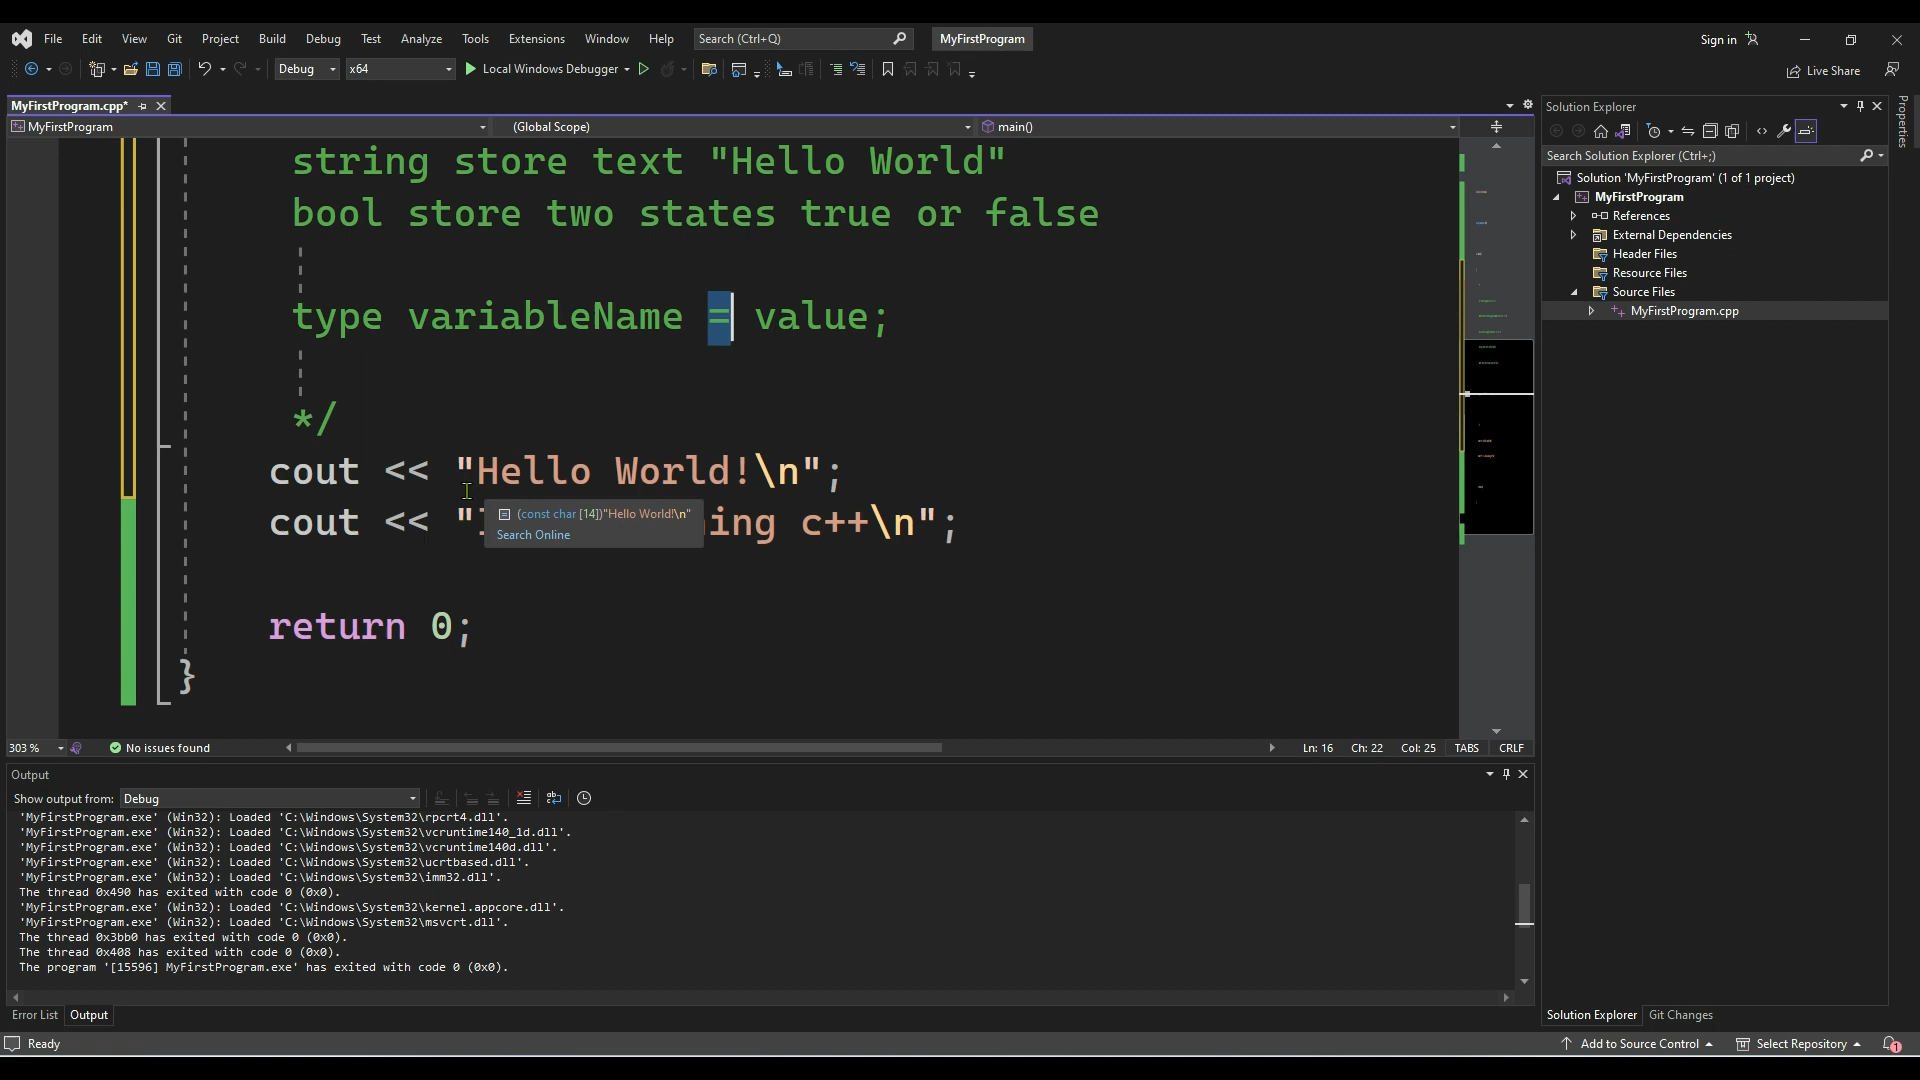 File Edit View Git Project Build Debug Test Analyze Tools Extensions Window Help Search (Ctrl+Q) MyFirstProgram Sign in
Debug x64 Local Windows Debugger Live Share
MyFirstProgram.cpp*
MyFirstProgram (Global Scope) main()
string store text "Hello World"
bool store two states true or false
type variableName = value;
*/
cout << "Hello World!\n";
(const char [14])"Hello World!\n"
Search Online
cout << "I ing c++\n";
return 0;
}
303 % No issues found Ln: 16 Ch: 22 Col: 25 TABS CRLF
Output
Show output from: Debug
'MyFirstProgram.exe' (Win32): Loaded 'C:\Windows\System32\rpcrt4.dll'.
'MyFirstProgram.exe' (Win32): Loaded 'C:\Windows\System32\vcruntime140_1d.dll'.
'MyFirstProgram.exe' (Win32): Loaded 'C:\Windows\System32\vcruntime140d.dll'.
'MyFirstProgram.exe' (Win32): Loaded 'C:\Windows\System32\ucrtbased.dll'.
'MyFirstProgram.exe' (Win32): Loaded 'C:\Windows\System32\imm32.dll'.
The thread 0x490 has exited with code 0 (0x0).
'MyFirstProgram.exe' (Win32): Loaded 'C:\Windows\System32\kernel.appcore.dll'.
'MyFirstProgram.exe' (Win32): Loaded 'C:\Windows\System32\msvcrt.dll'.
The thread 0x3bb0 has exited with code 0 (0x0).
The thread 0x408 has exited with code 0 (0x0).
The program '[15596] MyFirstProgram.exe' has exited with code 0 (0x0).
Error List Output
Solution Explorer
Search Solution Explorer (Ctrl+;)
Solution 'MyFirstProgram' (1 of 1 project)
MyFirstProgram
References
External Dependencies
Header Files
Resource Files
Source Files
MyFirstProgram.cpp
Solution Explorer Git Changes
Properties
Ready Add to Source Control Select Repository 1